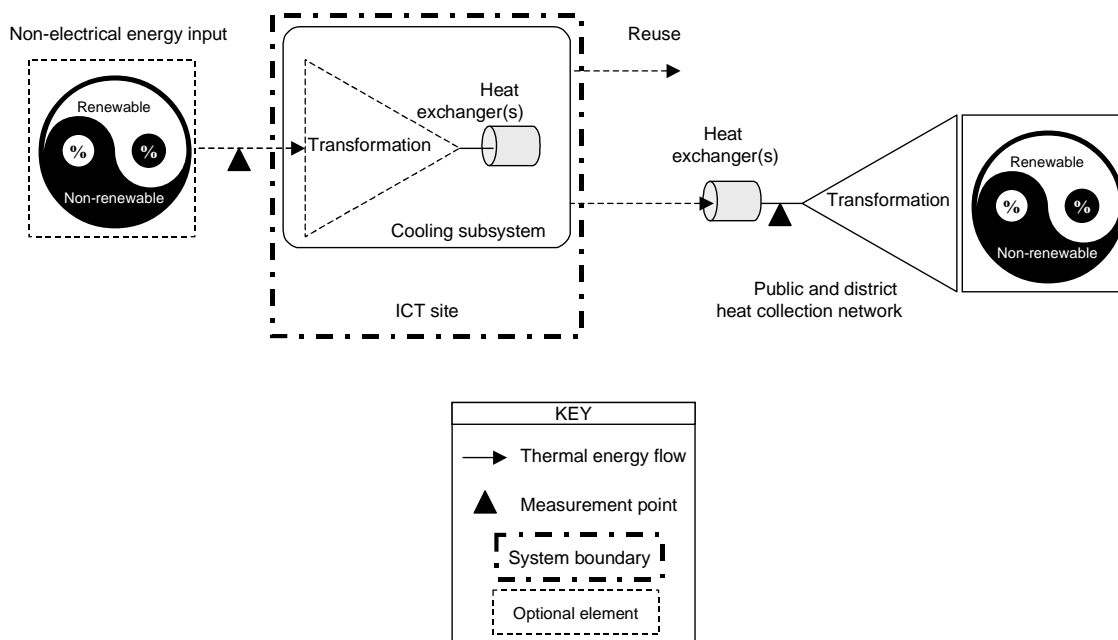 Non-electrical energy input
Renewable
%
%
Non-renewable
Transformation
Heat
exchanger(s)
Cooling subsystem
ICT site
Reuse
Heat
exchanger(s)
Transformation
Public and district
heat collection network
Renewable
%
%
Non-renewable
KEY
Thermal energy flow
Measurement point
System boundary
Optional element